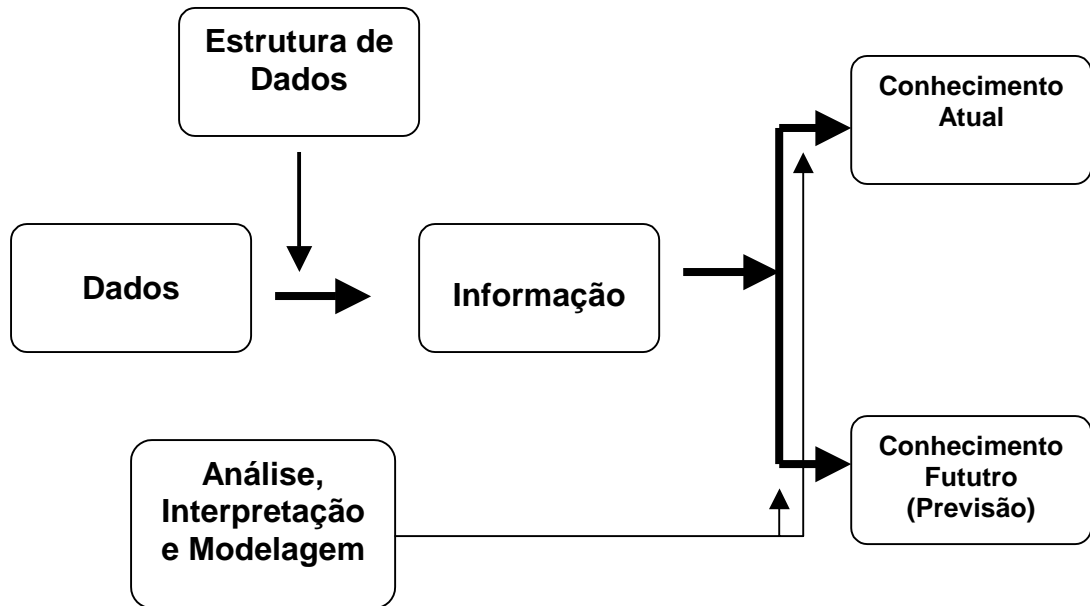 Estrutura de
Dados
Conhecimento
Atual
Dados
Informação
Análise,
Interpretação
e Modelagem
Conhecimento
Fututro
(Previsão)